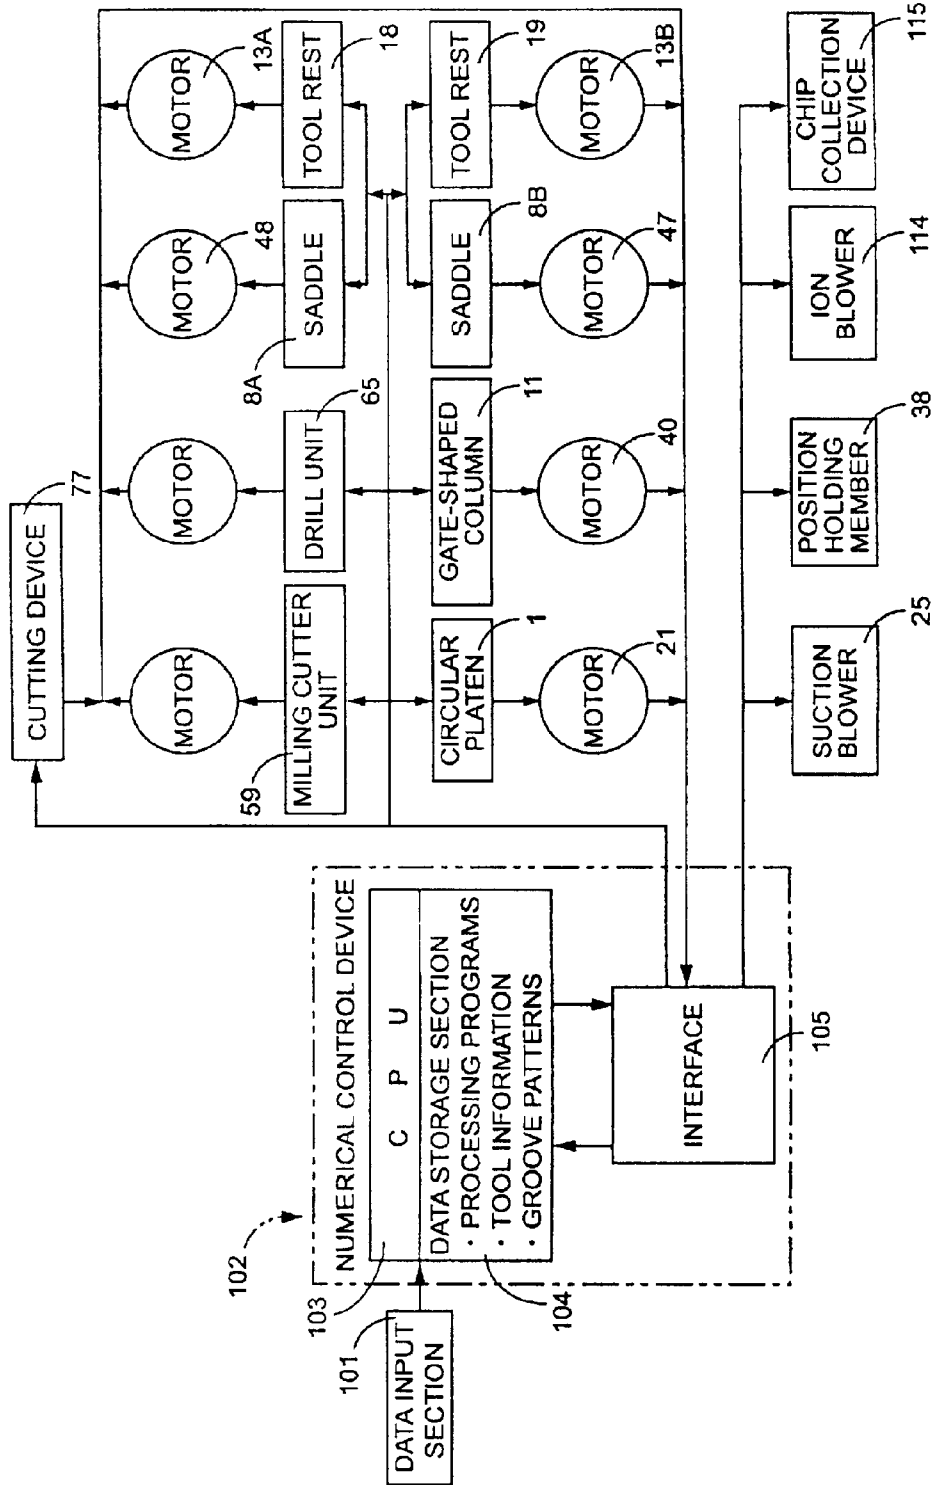 CUTTING DEVICE
77
MOTOR
MOTOR
MOTOR
48
MOTOR
13A
59
MILLING CUTTER
UNIT
DRILL UNIT
65
8A
SADDLE
TOOL REST
18
CIRCULAR
PLATEN
1
GATE-SHAPED
COLUMN
11
SADDLE
8B
TOOL REST
19
MOTOR
21
MOTOR
40
MOTOR
47
MOTOR
13B
SUCTION
BLOWER
25
POSITION
HOLDING
MEMBER
38
ION
BLOWER
114
CHIP
COLLECTION
DEVICE
115
102
NUMERICAL CONTROL DEVICE
103
C P U
DATA STORAGE SECTION
· PROCESSING PROGRAMS
· TOOL INFORMATION
· GROOVE PATTERNS
104
101
DATA INPUT
SECTION
INTERFACE
105